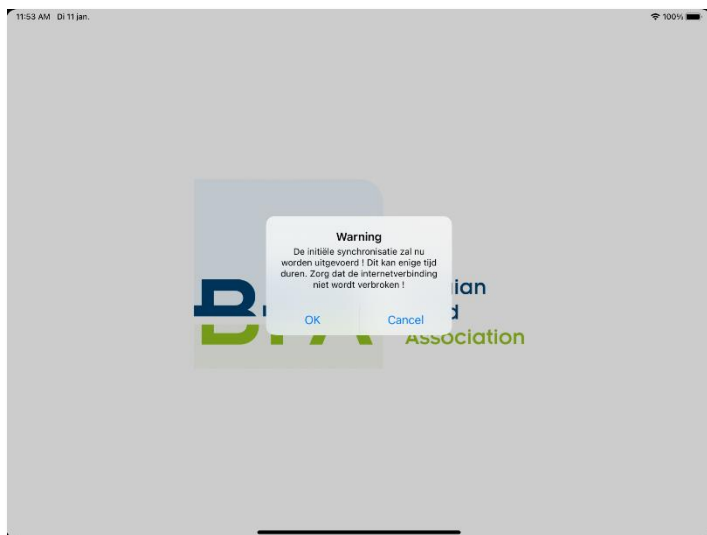 11:53 AM Di 11 jan.
100%
Warning
De initiële synchronisatie zal nu
worden uitgevoerd ! Dit kan enige tijd
duren. Zorg dat de internetverbinding
niet wordt verbroken !
OK
Cancel
Association